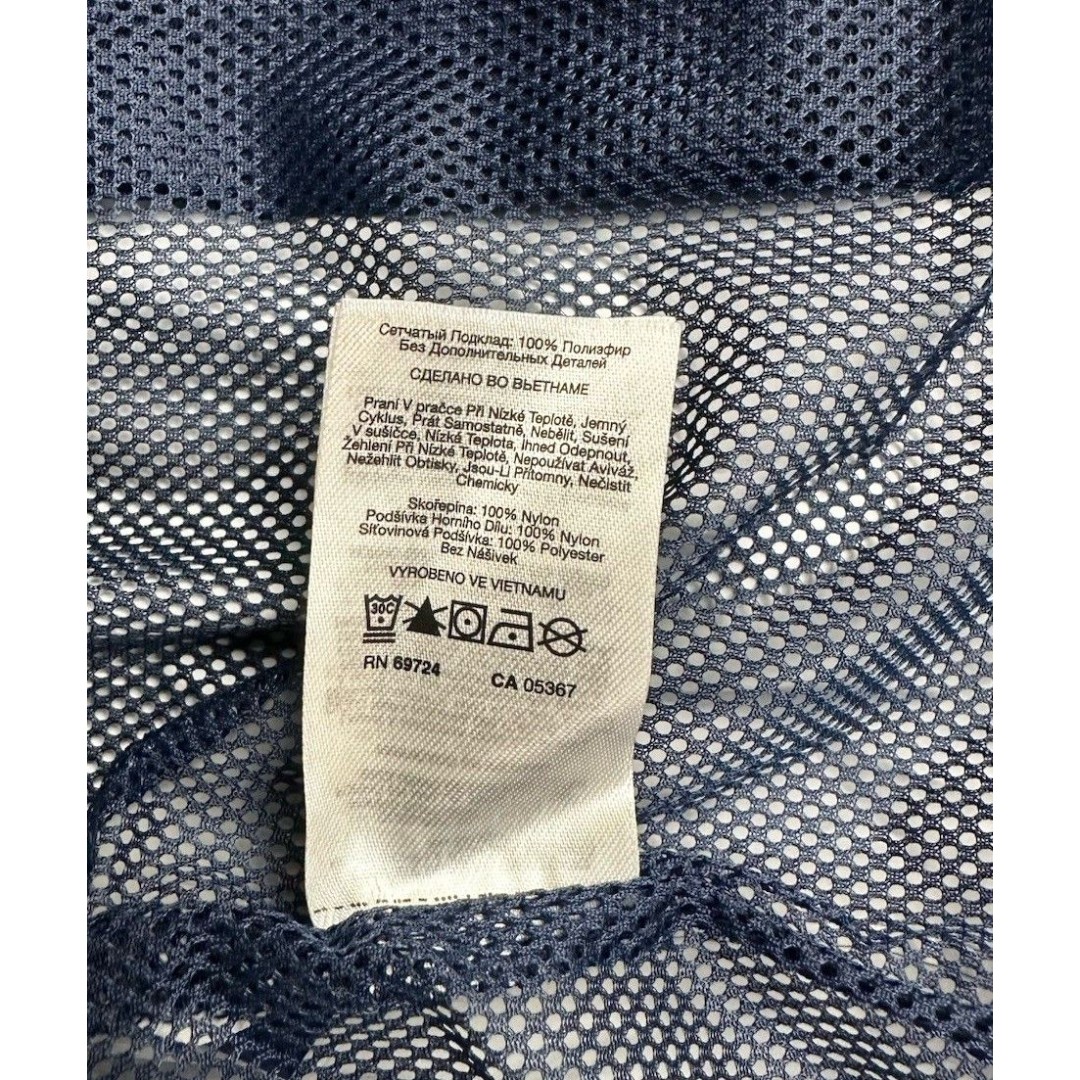 Сетчатый Подклад: 100% Полиэфир
Без Дополнительных Деталей
СДЕЛАНО ВО ВЬЕТНАМЕ
Praní V pračce Při Nízké Teplotě, Jemný
Cyklus, Prát Samostatně, Nebělit, Sušení
V sušičce, Nízká Teplota, Ihned Odepnout,
Žehlení Při Nízké Teplotě, Nepoužívat Aviváž,
Nežehlit Obtisky, Jsou-Li Přítomny, Nečistit
Chemicky
Skořepina: 100% Nylon
Podšívka Horního Dílu: 100% Nylon
Síťovinová Podšívka: 100% Polyester
Bez Nášivek
VYROBENO VE VIETNAMU
30C
RN 69724 CA 05367